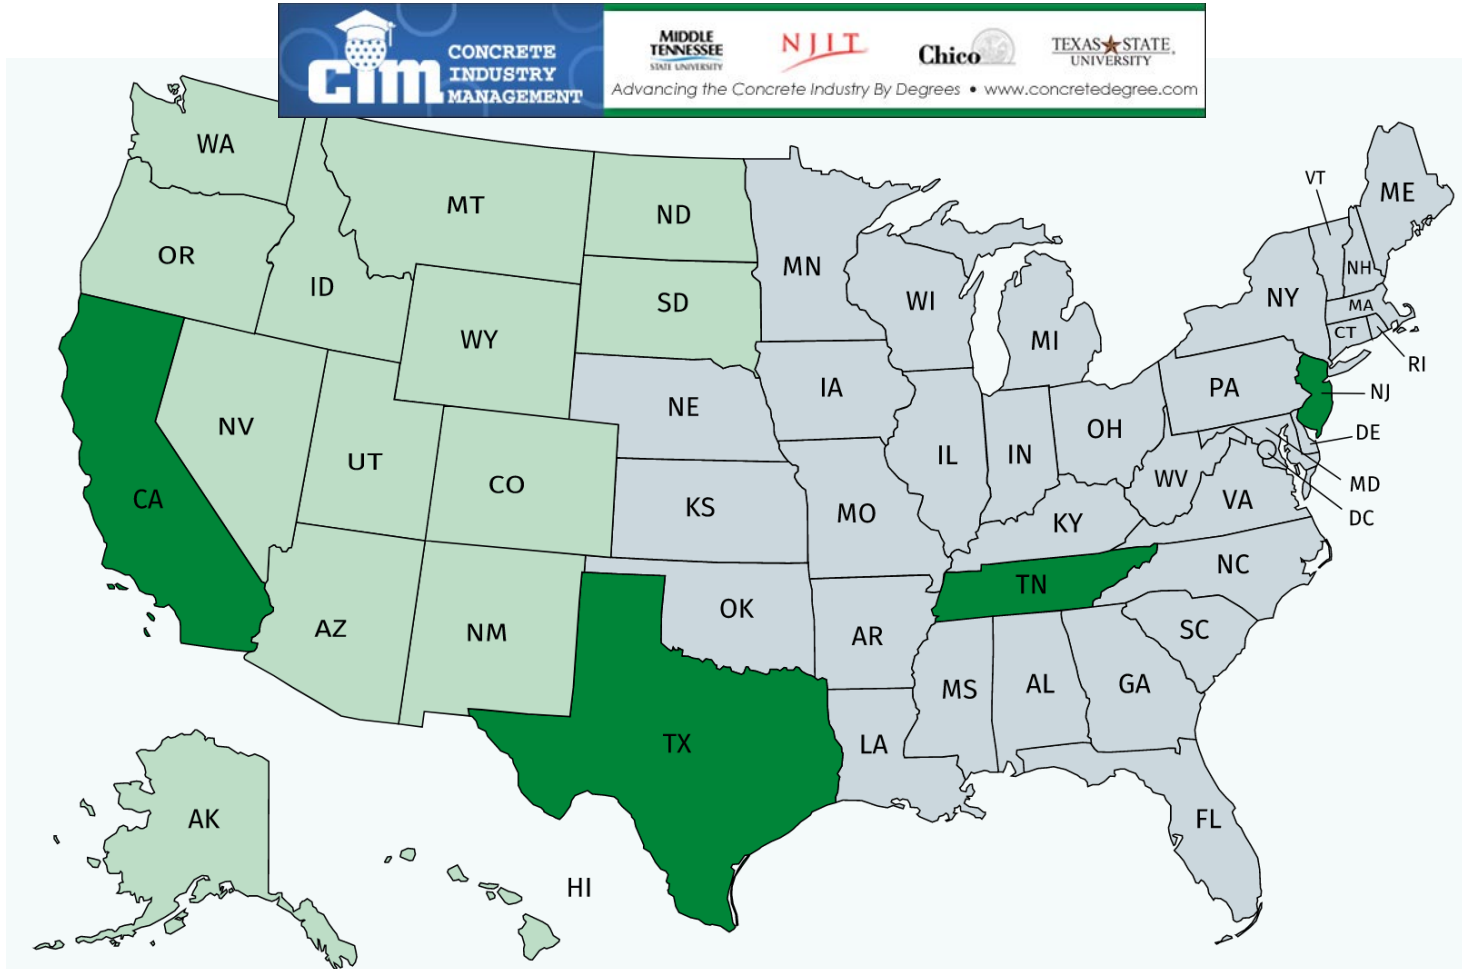 CIM
CONCRETE
INDUSTRY
MANAGEMENT
MIDDLE
TENNESSEE
STATE UNIVERSITY
NJIT
Chico
TEXAS★STATE
UNIVERSITY
Advancing the Concrete Industry By Degrees • www.concretedegree.com
WA
MT
ND
MN
VT
ME
OR
ID
SD
WI
NH
NY
MA
WY
MI
CT
RI
NE
IA
PA
NJ
NV
UT
CO
IL
IN
OH
DE
CA
KS
MO
WV
VA
MD
KY
DC
NC
TN
AZ
NM
OK
AR
SC
MS
AL
GA
TX
LA
AK
FL
HI